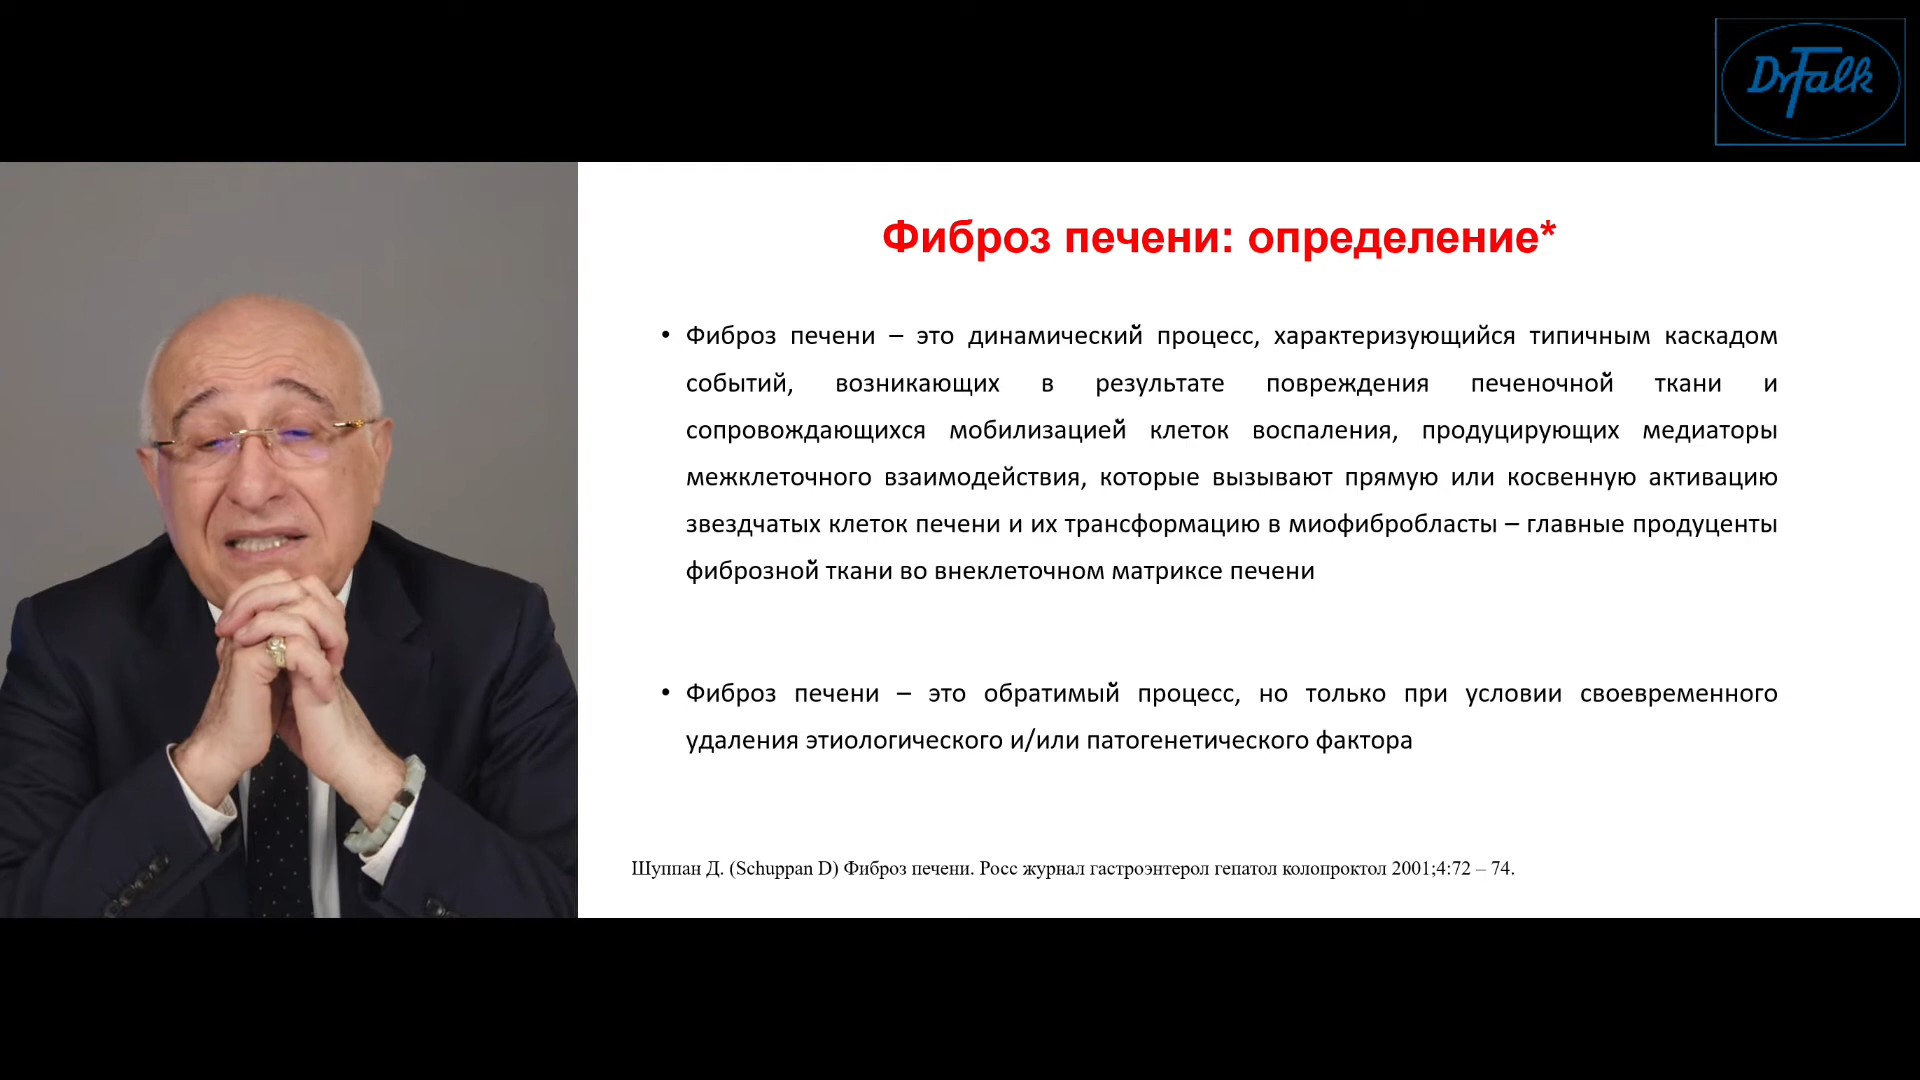 Dr Falk
Фиброз печени: определение*
• Фиброз печени – это динамический процесс, характеризующийся типичным каскадом
событий, возникающих в результате повреждения печеночной ткани и
сопровождающихся мобилизацией клеток воспаления, продуцирующих медиаторы
межклеточного взаимодействия, которые вызывают прямую или косвенную активацию
звездчатых клеток печени и их трансформацию в миофибробласты – главные продуценты
фиброзной ткани во внеклеточном матриксе печени
• Фиброз печени – это обратимый процесс, но только при условии своевременного
удаления этиологического и/или патогенетического фактора
Шуппан Д. (Schuppan D) Фиброз печени. Росс журнал гастроэнтерол гепатол колопроктол 2001;4:72 – 74.